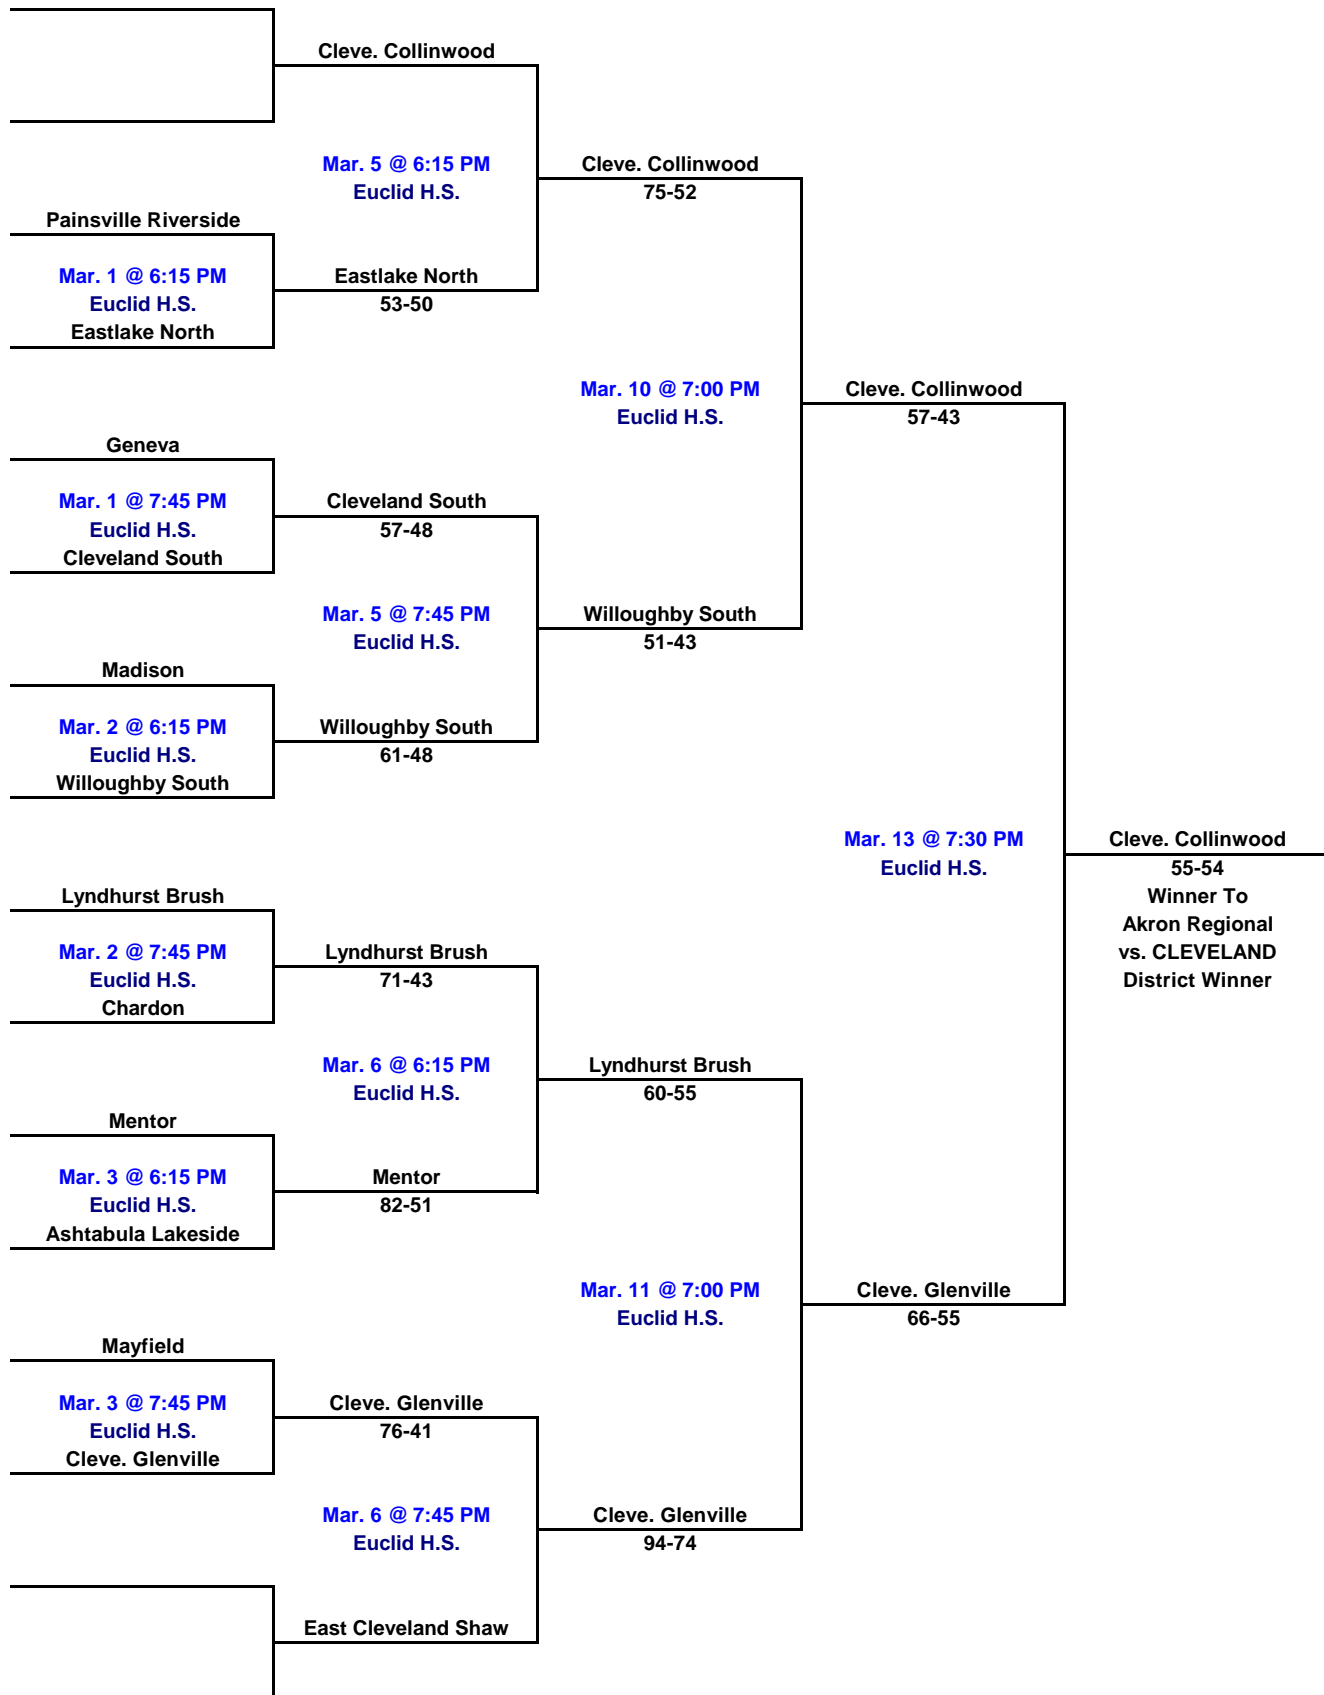 Cleve. Collinwood
Mar. 5 @ 6:15 PM
Euclid H.S.
Cleve. Collinwood
75-52
Painsville Riverside
Mar. 1 @ 6:15 PM
Euclid H.S.
Eastlake North
Eastlake North
53-50
Mar. 10 @ 7:00 PM
Euclid H.S.
Cleve. Collinwood
57-43
Geneva
Mar. 1 @ 7:45 PM
Euclid H.S.
Cleveland South
Cleveland South
57-48
Mar. 5 @ 7:45 PM
Euclid H.S.
Willoughby South
51-43
Madison
Mar. 2 @ 6:15 PM
Euclid H.S.
Willoughby South
Willoughby South
61-48
Mar. 13 @ 7:30 PM
Euclid H.S.
Cleve. Collinwood
55-54
Winner To
Akron Regional
vs. CLEVELAND
District Winner
Lyndhurst Brush
Mar. 2 @ 7:45 PM
Euclid H.S.
Chardon
Lyndhurst Brush
71-43
Mar. 6 @ 6:15 PM
Euclid H.S.
Lyndhurst Brush
60-55
Mentor
Mar. 3 @ 6:15 PM
Euclid H.S.
Ashtabula Lakeside
Mentor
82-51
Mar. 11 @ 7:00 PM
Euclid H.S.
Cleve. Glenville
66-55
Mayfield
Mar. 3 @ 7:45 PM
Euclid H.S.
Cleve. Glenville
Cleve. Glenville
76-41
Mar. 6 @ 7:45 PM
Euclid H.S.
Cleve. Glenville
94-74
East Cleveland Shaw